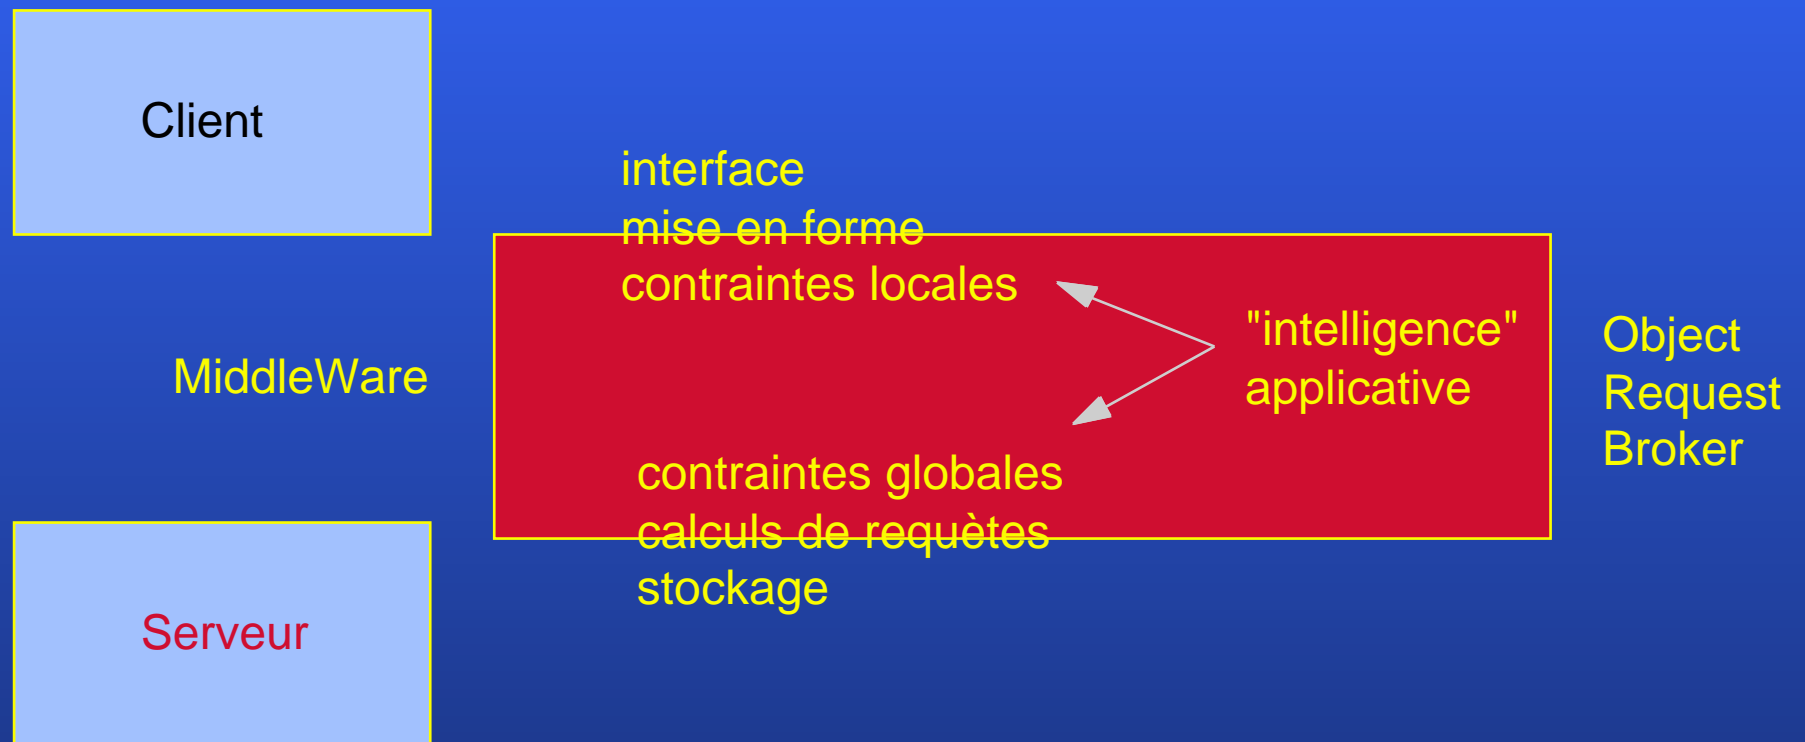 Client
interface
mise en forme
contraintes locales
MiddleWare
"intelligence"
applicative
Object
Request
Broker
contraintes globales
calculs de requètes
stockage
Serveur